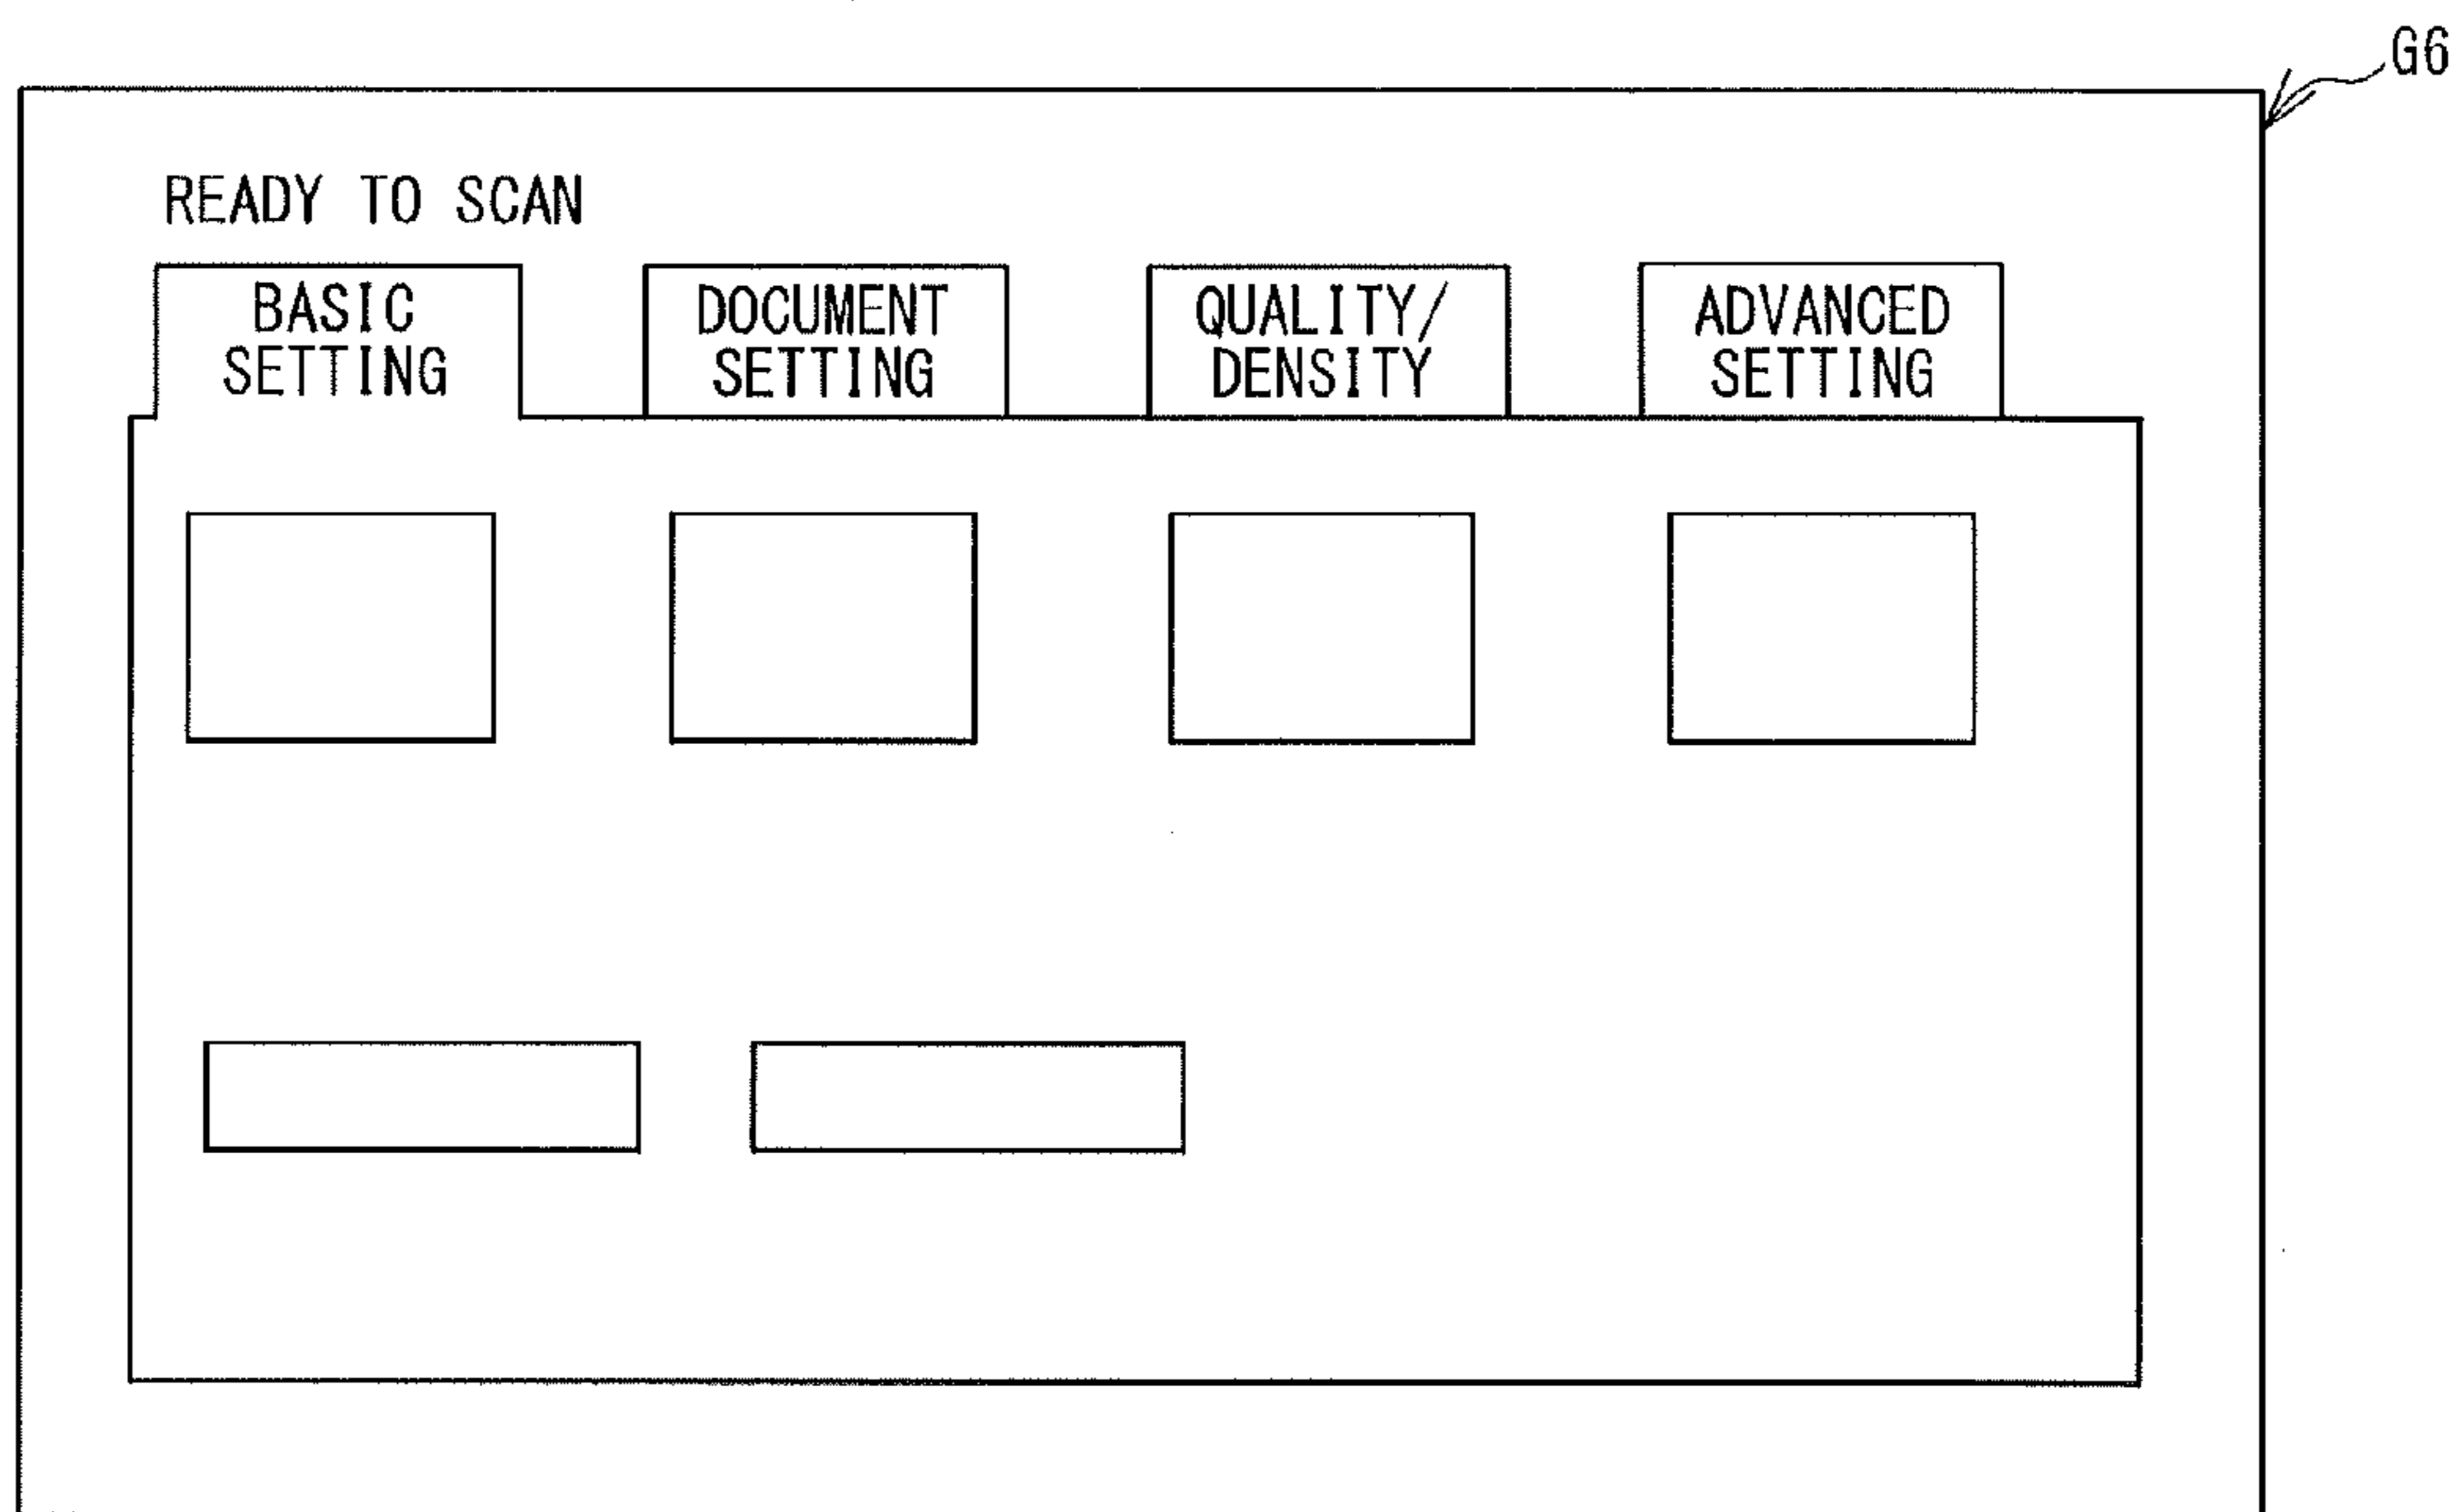 G6
READY TO SCAN
BASIC
SETTING
DOCUMENT
SETTING
QUALITY/
DENSITY
ADVANCED
SETTING